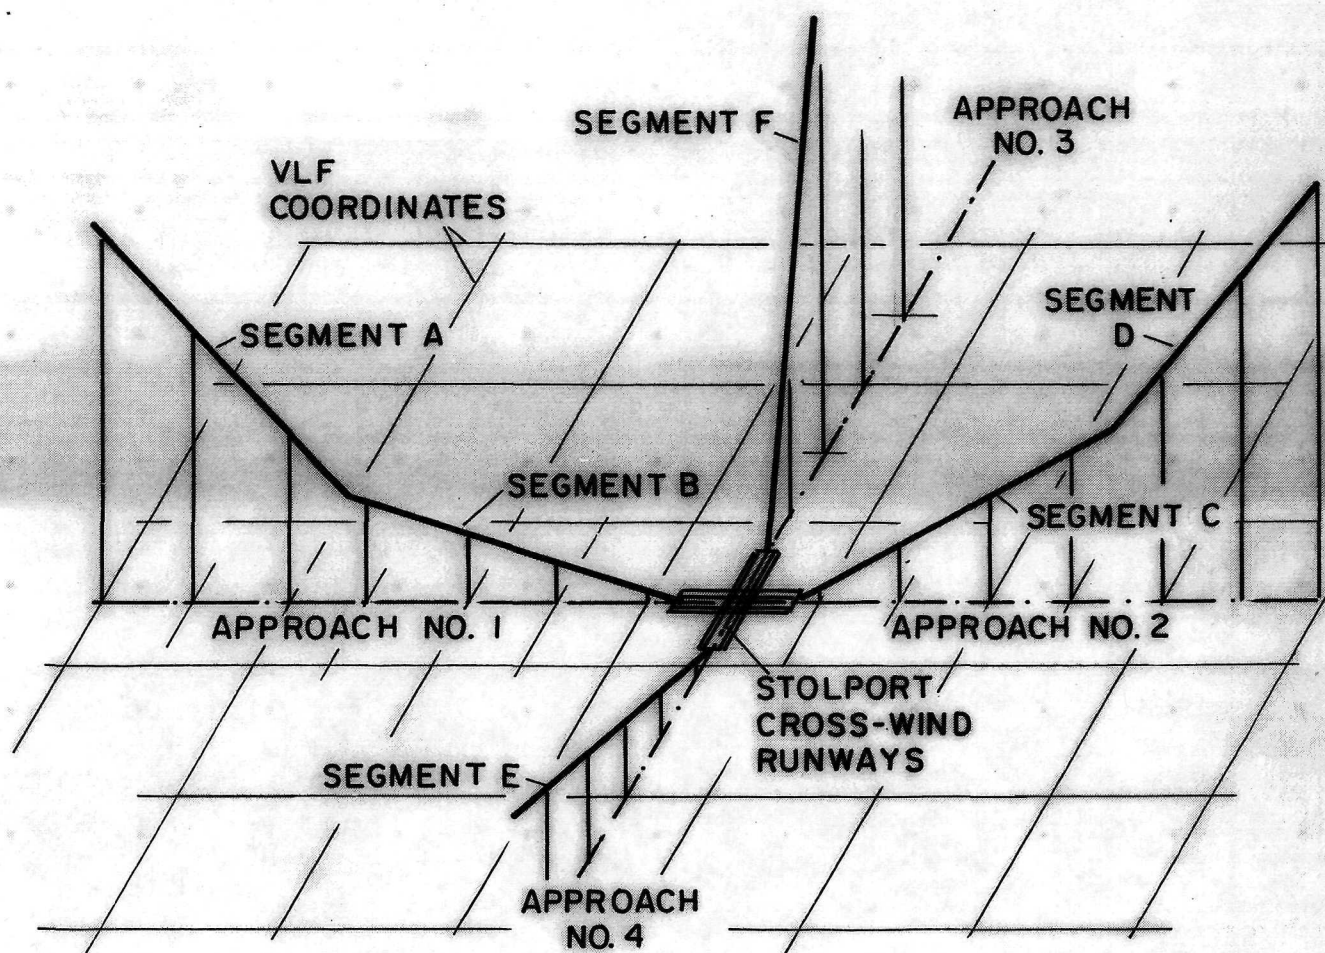 SEGMENT F
APPROACH
NO. 3
VLF
COORDINATES
SEGMENT A
SEGMENT
D
SEGMENT B
SEGMENT C
APPROACH NO. 1
APPROACH NO. 2
STOLPORT
CROSS-WIND
RUNWAYS
SEGMENT E
APPROACH
NO. 4